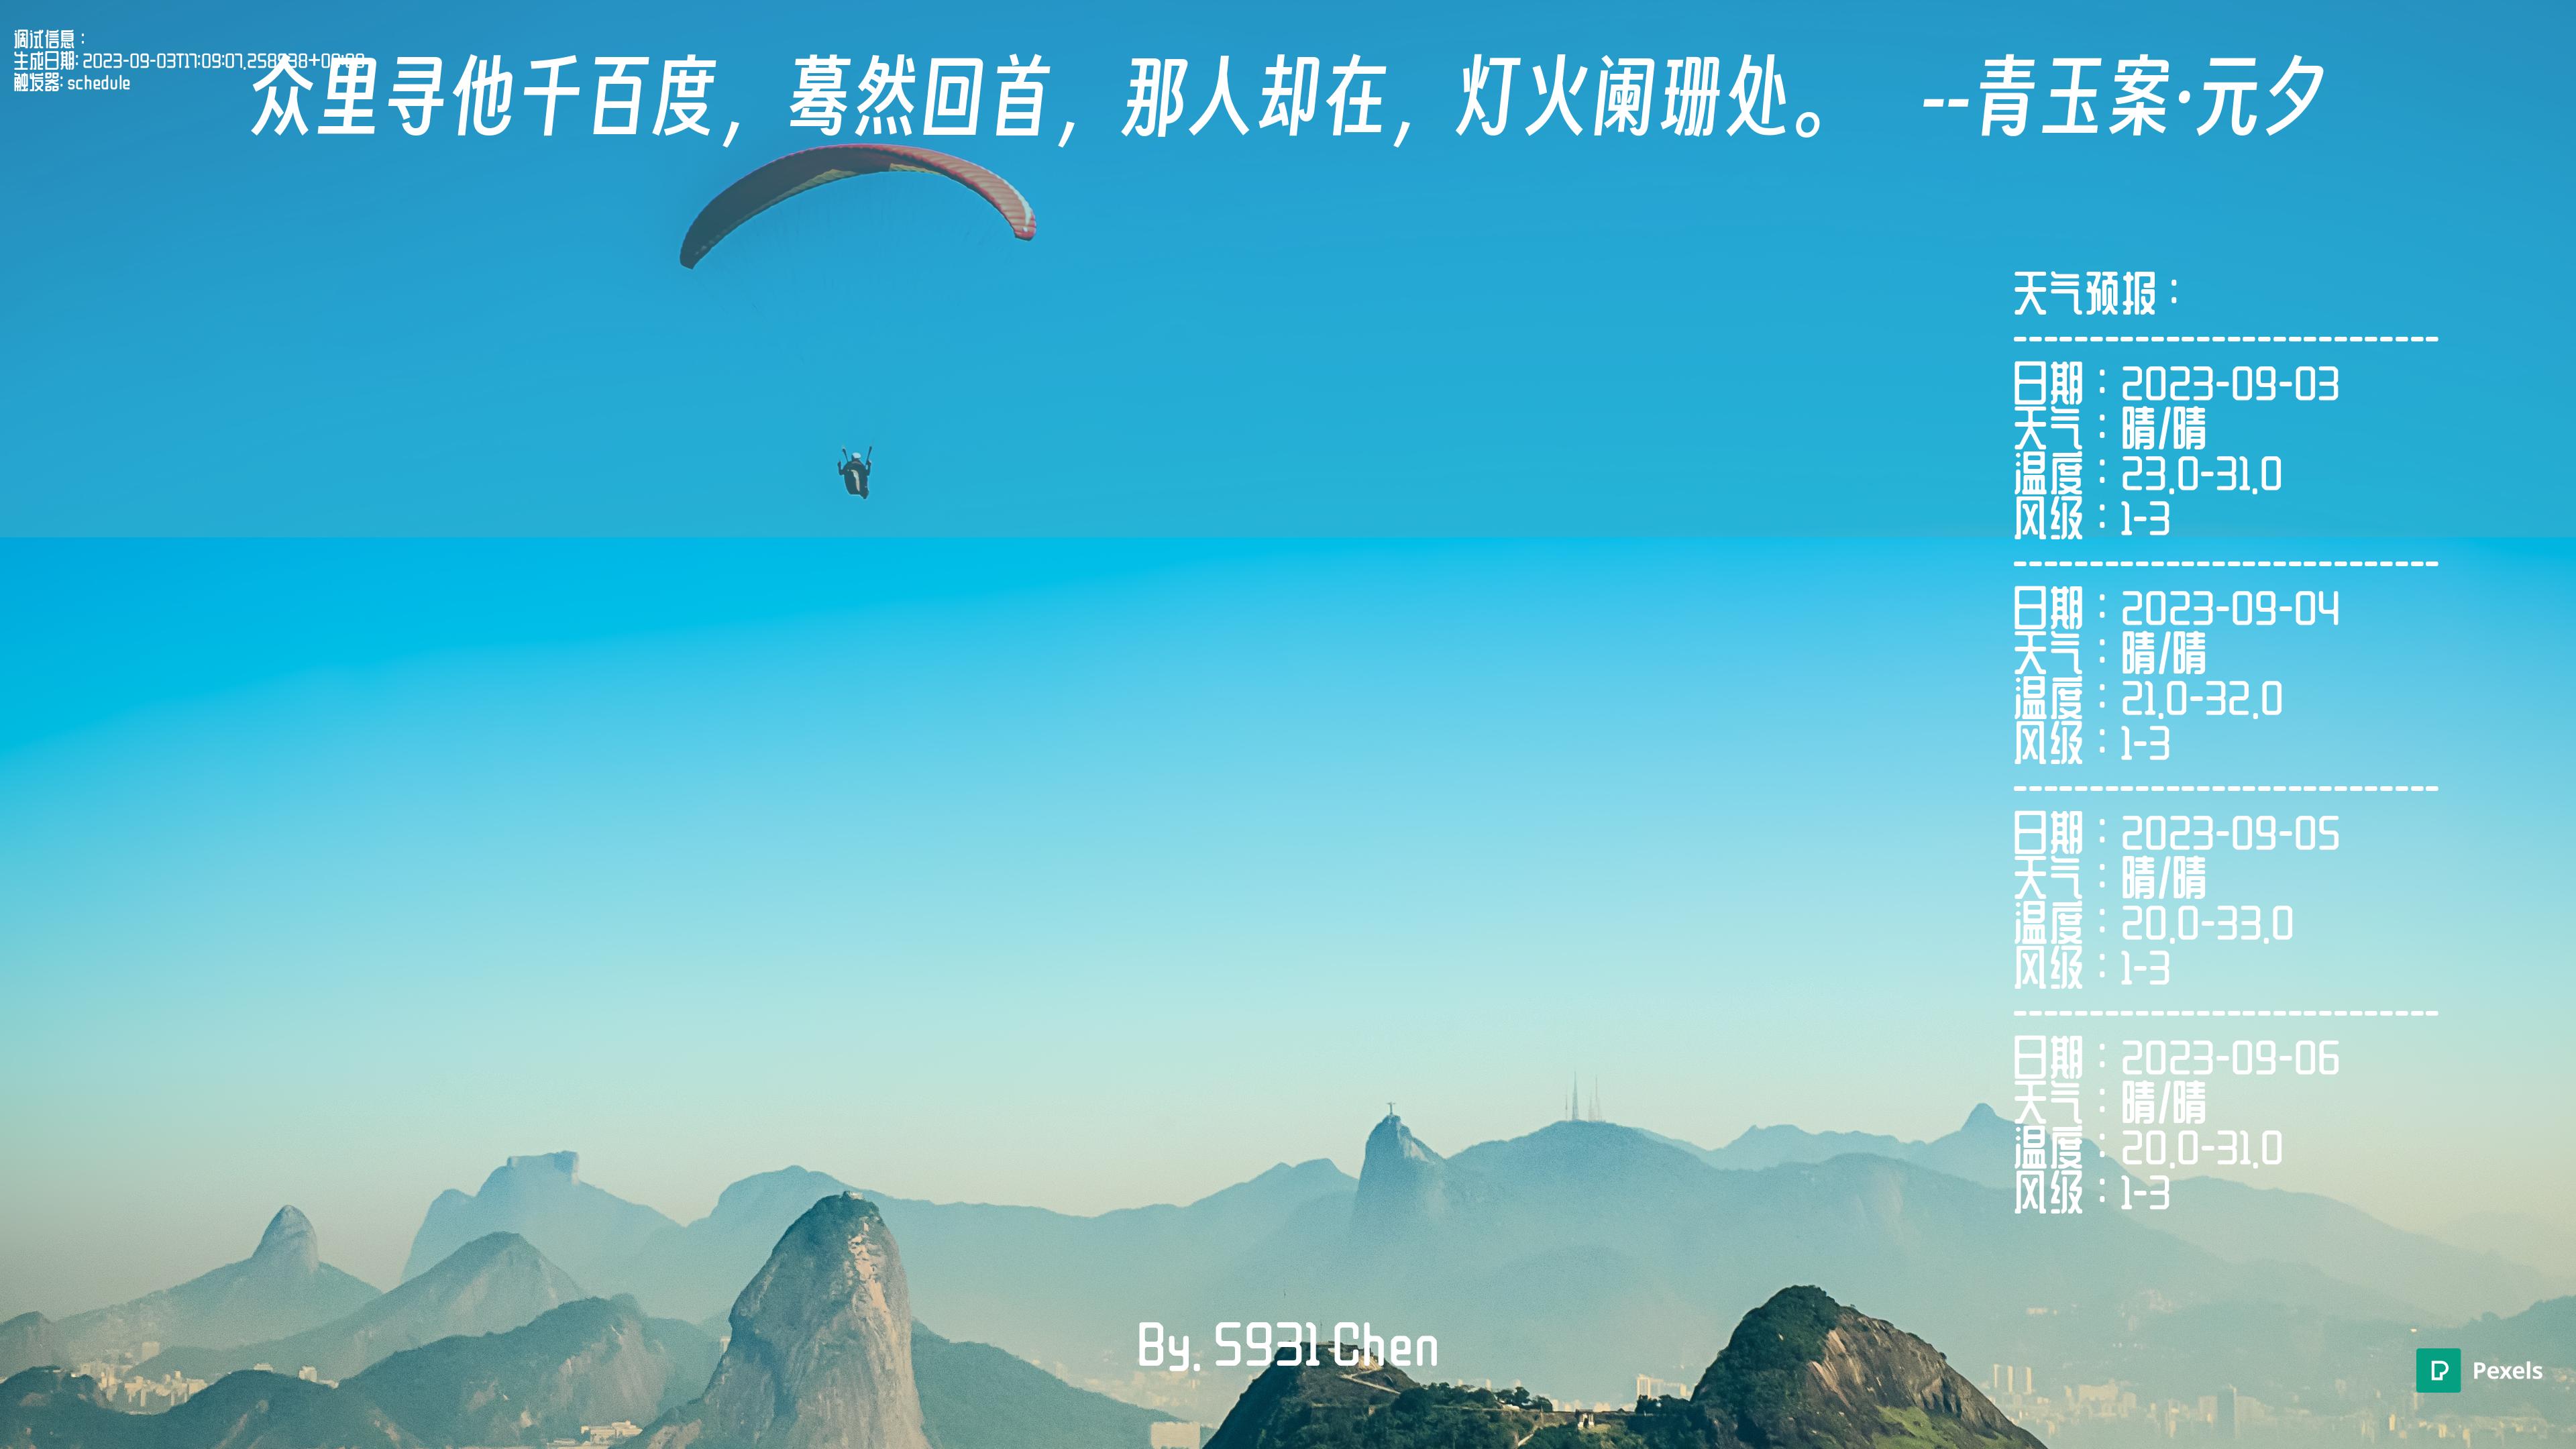 调试信息：
生成日期: 2023-09-03T17:09:07.258938+00:00
触发器: schedule
众里寻他千百度，蓦然回首，那人却在，灯火阑珊处。 --青玉案·元夕
天气预报：
----------------------------
日期：2023-09-03
天气：晴/晴
温度：23.0-31.0
风级：1-3
----------------------------
日期：2023-09-04
天气：晴/晴
温度：21.0-32.0
风级：1-3
----------------------------
日期：2023-09-05
天气：晴/晴
温度：20.0-33.0
风级：1-3
----------------------------
日期：2023-09-06
天气：晴/晴
温度：20.0-31.0
风级：1-3
By. S931 Chen
Pexels